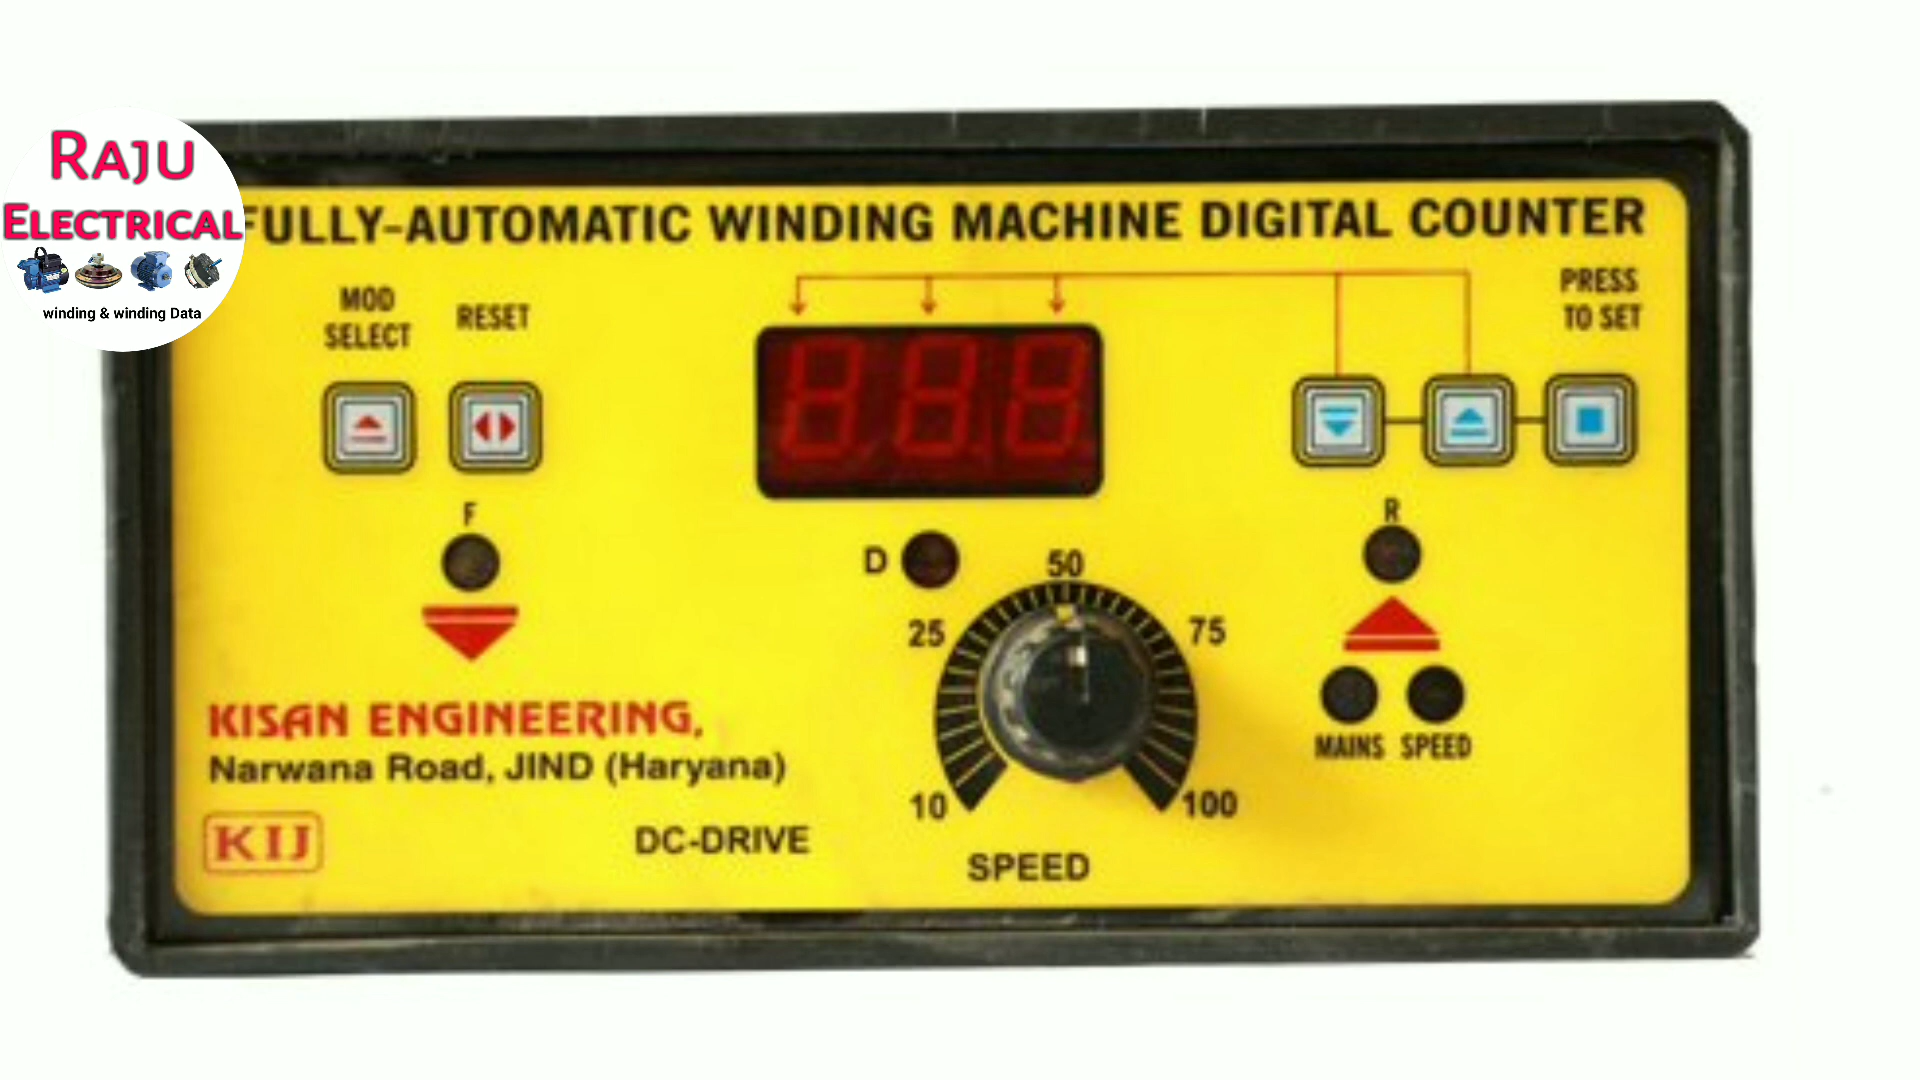 RAJU
ELECTRICAL
winding & winding Data
FULLY-AUTOMATIC WINDING MACHINE DIGITAL COUNTER
MOD
SELECT
RESET
PRESS
TO SET
888
F
D
R
50
25
75
10
100
SPEED
MAINS SPEED
KISAN ENGINEERING,
Narwana Road, JIND (Haryana)
KIJ
DC-DRIVE